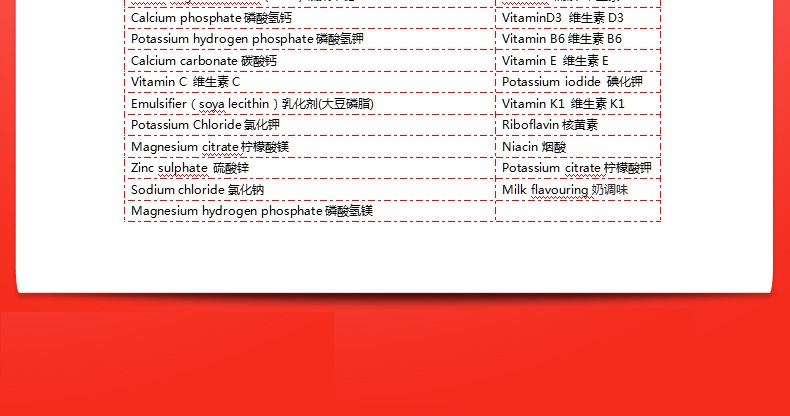 Calcium phosphate 磷酸氢钙
VitaminD3 维生素 D3
Potassium hydrogen phosphate 磷酸氢钾
Vitamin B6 维生素 B6
Calcium carbonate 碳酸钙
Vitamin E 维生素 E
Vitamin C 维生素 C
Potassium iodide 碘化钾
Emulsifier (soya lecithin) 乳化剂(大豆磷脂)
Vitamin K1 维生素 K1
Potassium Chloride 氯化钾
Riboflavin 核黄素
Magnesium citrate 柠檬酸镁
Niacin 烟酸
Zinc sulphate 硫酸锌
Potassium citrate 柠檬酸钾
Sodium chloride 氯化钠
Milk flavouring 奶调味
Magnesium hydrogen phosphate 磷酸氢镁